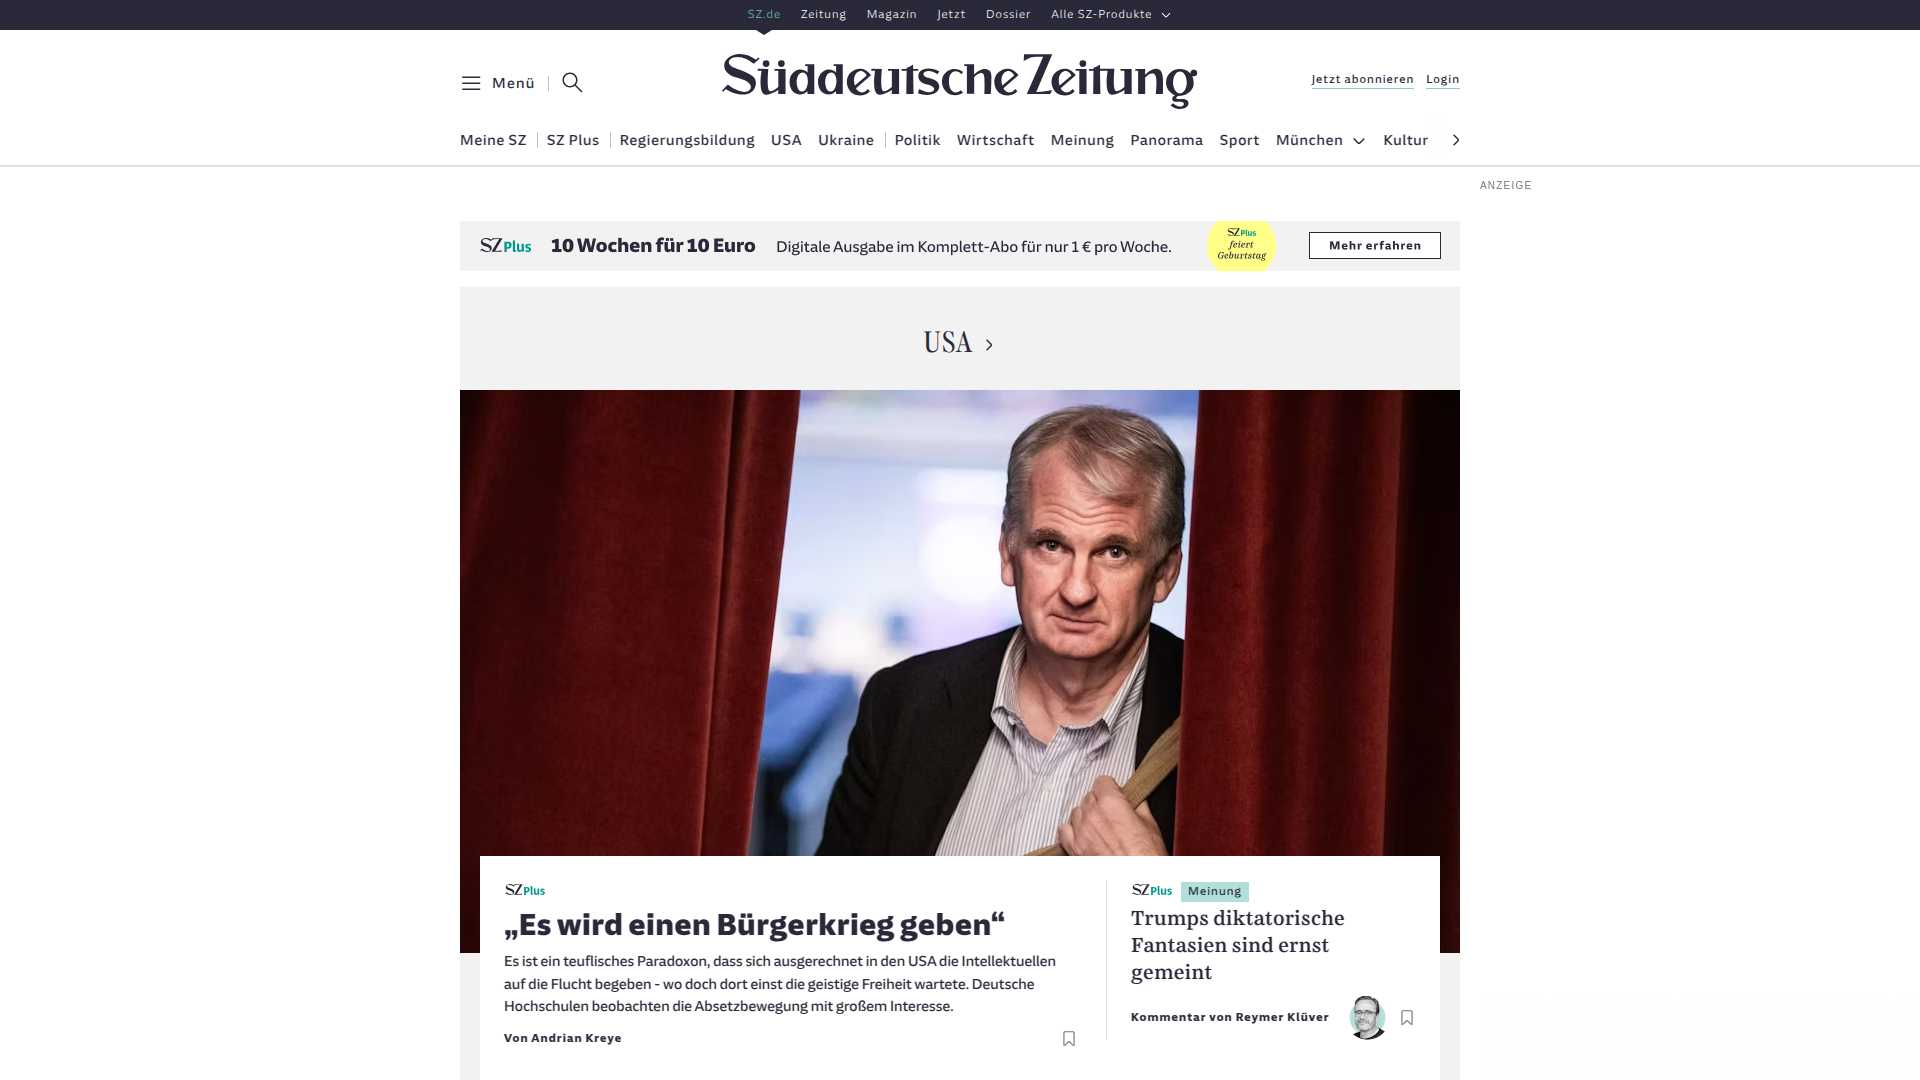 SZ.de Zeitung Magazin Jetzt Dossier Alle SZ-Produkte
Menü
Süddeutsche Zeitung
Jetzt abonnieren Login
Meine SZ SZ Plus Regierungsbildung USA Ukraine Politik Wirtschaft Meinung Panorama Sport München Kultur
ANZEIGE
SZ Plus 10 Wochen für 10 Euro Digitale Ausgabe im Komplett-Abo für nur 1 € pro Woche.
SZ Plus
feiert
Geburtstag
Mehr erfahren
USA
SZ Plus
„Es wird einen Bürgerkrieg geben“
Es ist ein teuflisches Paradoxon, dass sich ausgerechnet in den USA die Intellektuellen
auf die Flucht begeben - wo doch dort einst die geistige Freiheit wartete. Deutsche
Hochschulen beobachten die Absetzbewegung mit großem Interesse.
Von Andrian Kreye
SZ Plus Meinung
Trumps diktatorische
Fantasien sind ernst
gemeint
Kommentar von Reymer Klüver